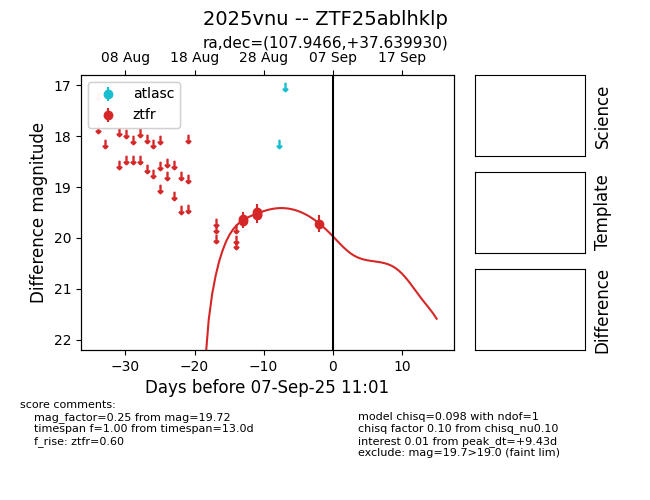 2025vnu -- ZTF25ablhklp
ra,dec=(107.9466,+37.639930)
08 Aug 18 Aug 28 Aug 07 Sep 17 Sep
atlasc
ztfr
17
18
19
20
21
22
Difference magnitude
−30 −20 −10 0 10
Days before 07-Sep-25 11:01
Science
Template
Difference
score comments:
mag_factor=0.25 from mag=19.72
timespan f=1.00 from timespan=13.0d
f_rise: ztfr=0.60
model chisq=0.098 with ndof=1
chisq factor 0.10 from chisq_nu0.10
interest 0.01 from peak_dt=+9.43d
exclude: mag=19.7>19.0 (faint lim)